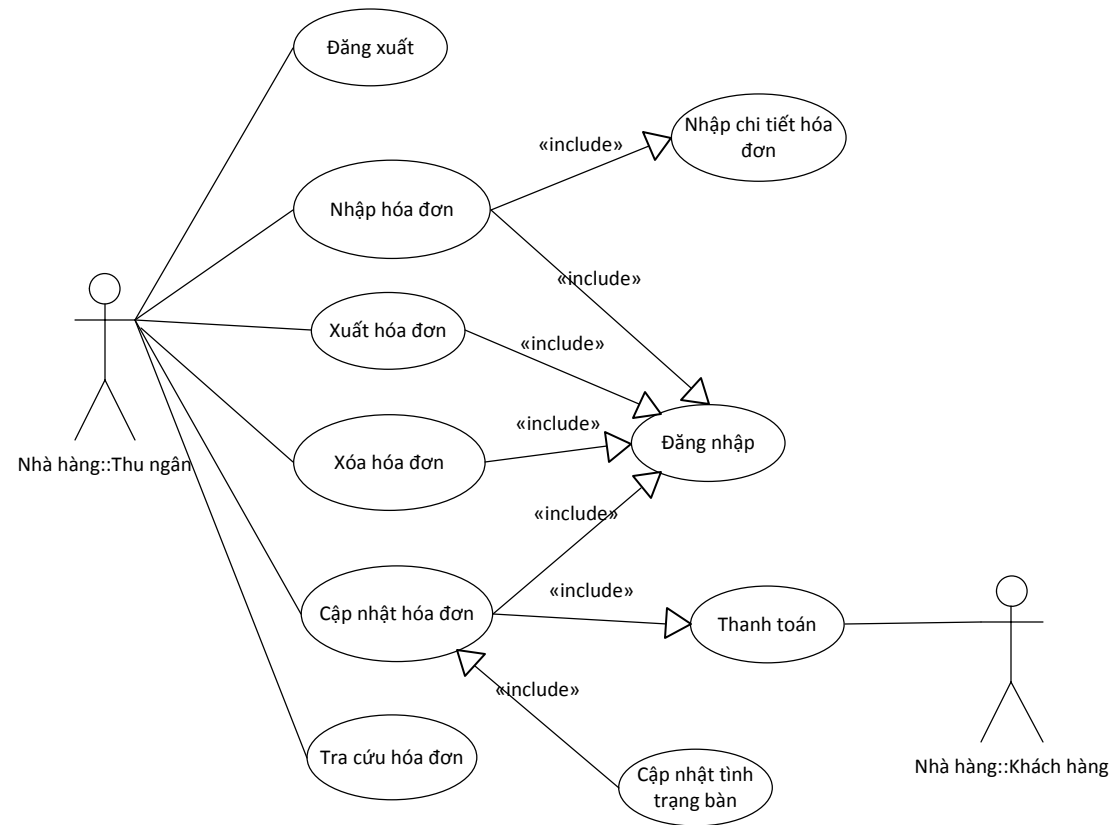 Đăng xuất
Nhập chi tiết hóa
đơn
«include»
Nhập hóa đơn
«include»
Xuất hóa đơn
«include»
«include»
Đăng nhập
Xóa hóa đơn
Nhà hàng::Thu ngân
«include»
«include»
Cập nhật hóa đơn
Thanh toán
«include»
Tra cứu hóa đơn
Cập nhật tình
trạng bàn
Nhà hàng::Khách hàng